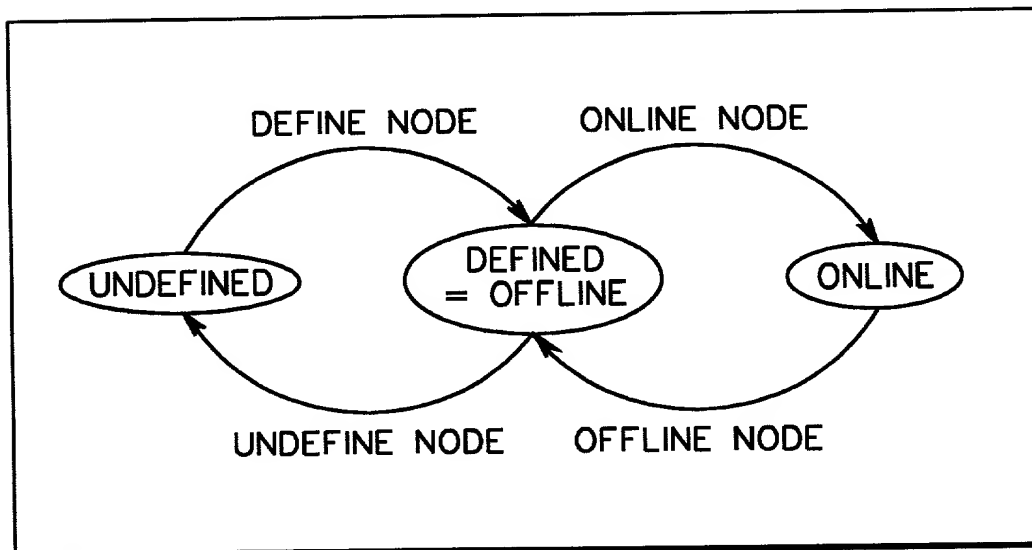 DEFINE NODE
ONLINE NODE
UNDEFINED
DEFINED
= OFFLINE
ONLINE
UNDEFINE NODE
OFFLINE NODE